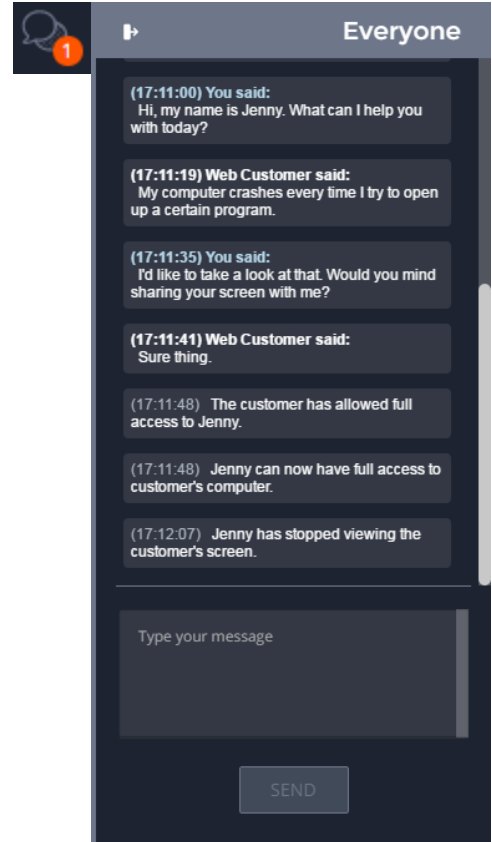 1
Everyone
(17:11:00) You said:
Hi, my name is Jenny. What can I help you
with today?
(17:11:19) Web Customer said:
My computer crashes every time I try to open
up a certain program.
(17:11:35) You said:
I'd like to take a look at that. Would you mind
sharing your screen with me?
(17:11:41) Web Customer said:
Sure thing.
(17:11:48) The customer has allowed full
access to Jenny.
(17:11:48) Jenny can now have full access to
customer's computer.
(17:12:07) Jenny has stopped viewing the
customer's screen.
Type your message
SEND